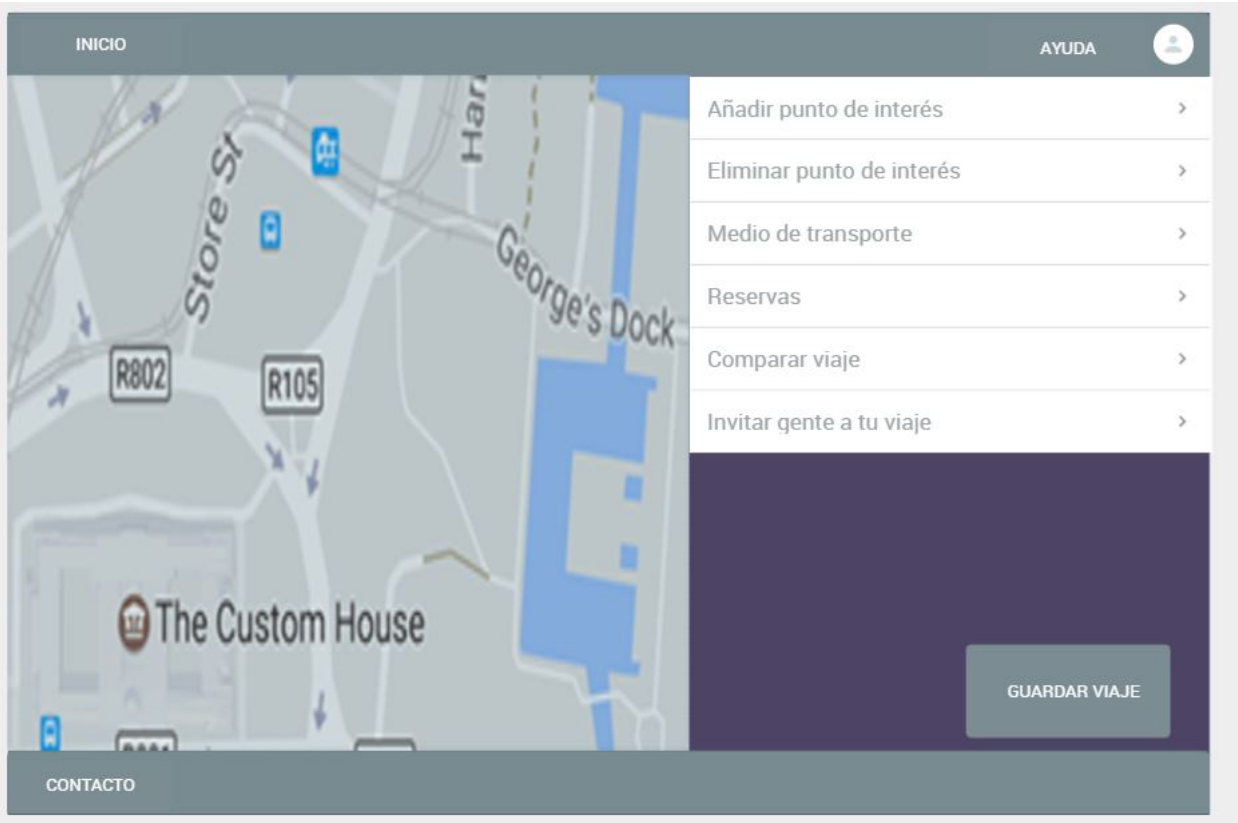 INICIO
AYUDA
Añadir punto de interés
Eliminar punto de interés
Medio de transporte
Reservas
Comparar viaje
Invitar gente a tu viaje
GUARDAR VIAJE
Store St
Har
George's Dock
R802
R105
The Custom House
CONTACTO